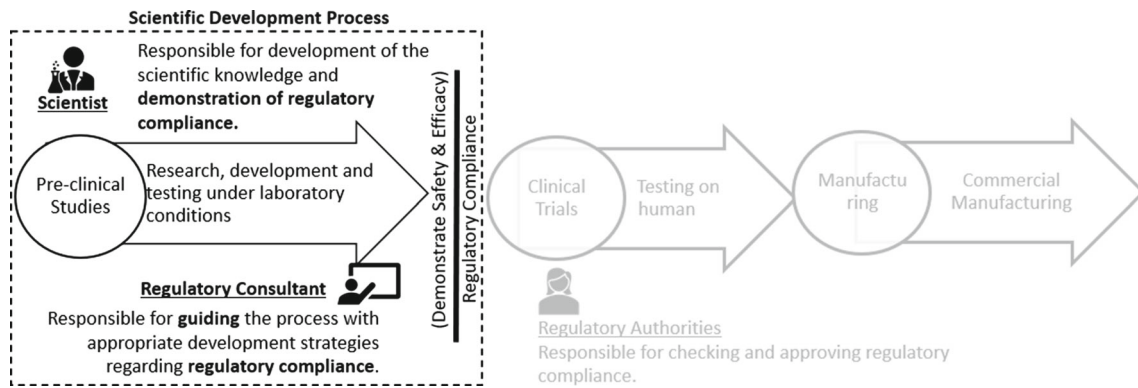 Scientific Development Process
Responsible for development of the
scientific knowledge and
demonstration of regulatory
compliance.
Scientist
Pre-clinical
Studies
Research, development and
testing under laboratory
conditions
Regulatory Consultant
Responsible for guiding the process with
appropriate development strategies
regarding regulatory compliance.
(Demonstrate Safety & Efficacy)
Regulatory Compliance
Clinical
Trials
Testing on
human
Manufactu
ring
Commercial
Manufacturing
Regulatory Authorities
Responsible for checking and approving regulatory
compliance.